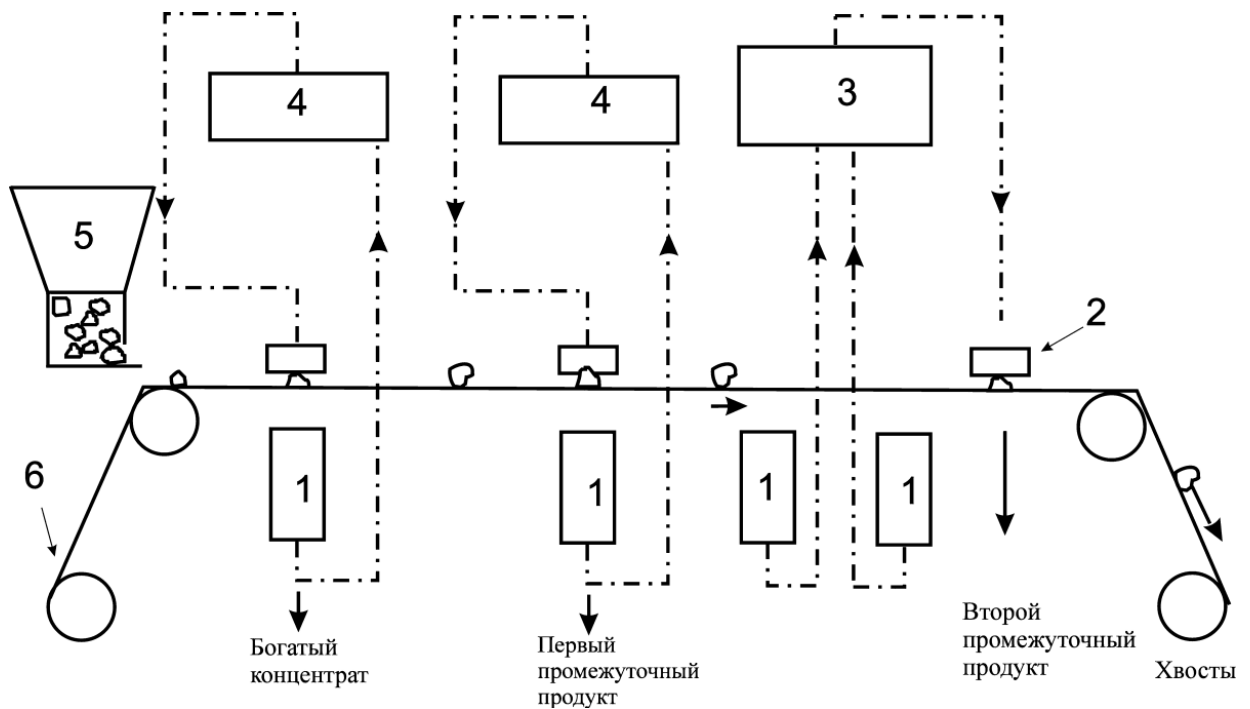 4
4
3
5
2
6
1
1
1
1
Богатый
концентрат
Первый
промежуточный
продукт
Второй
промежуточный
продукт
Хвосты